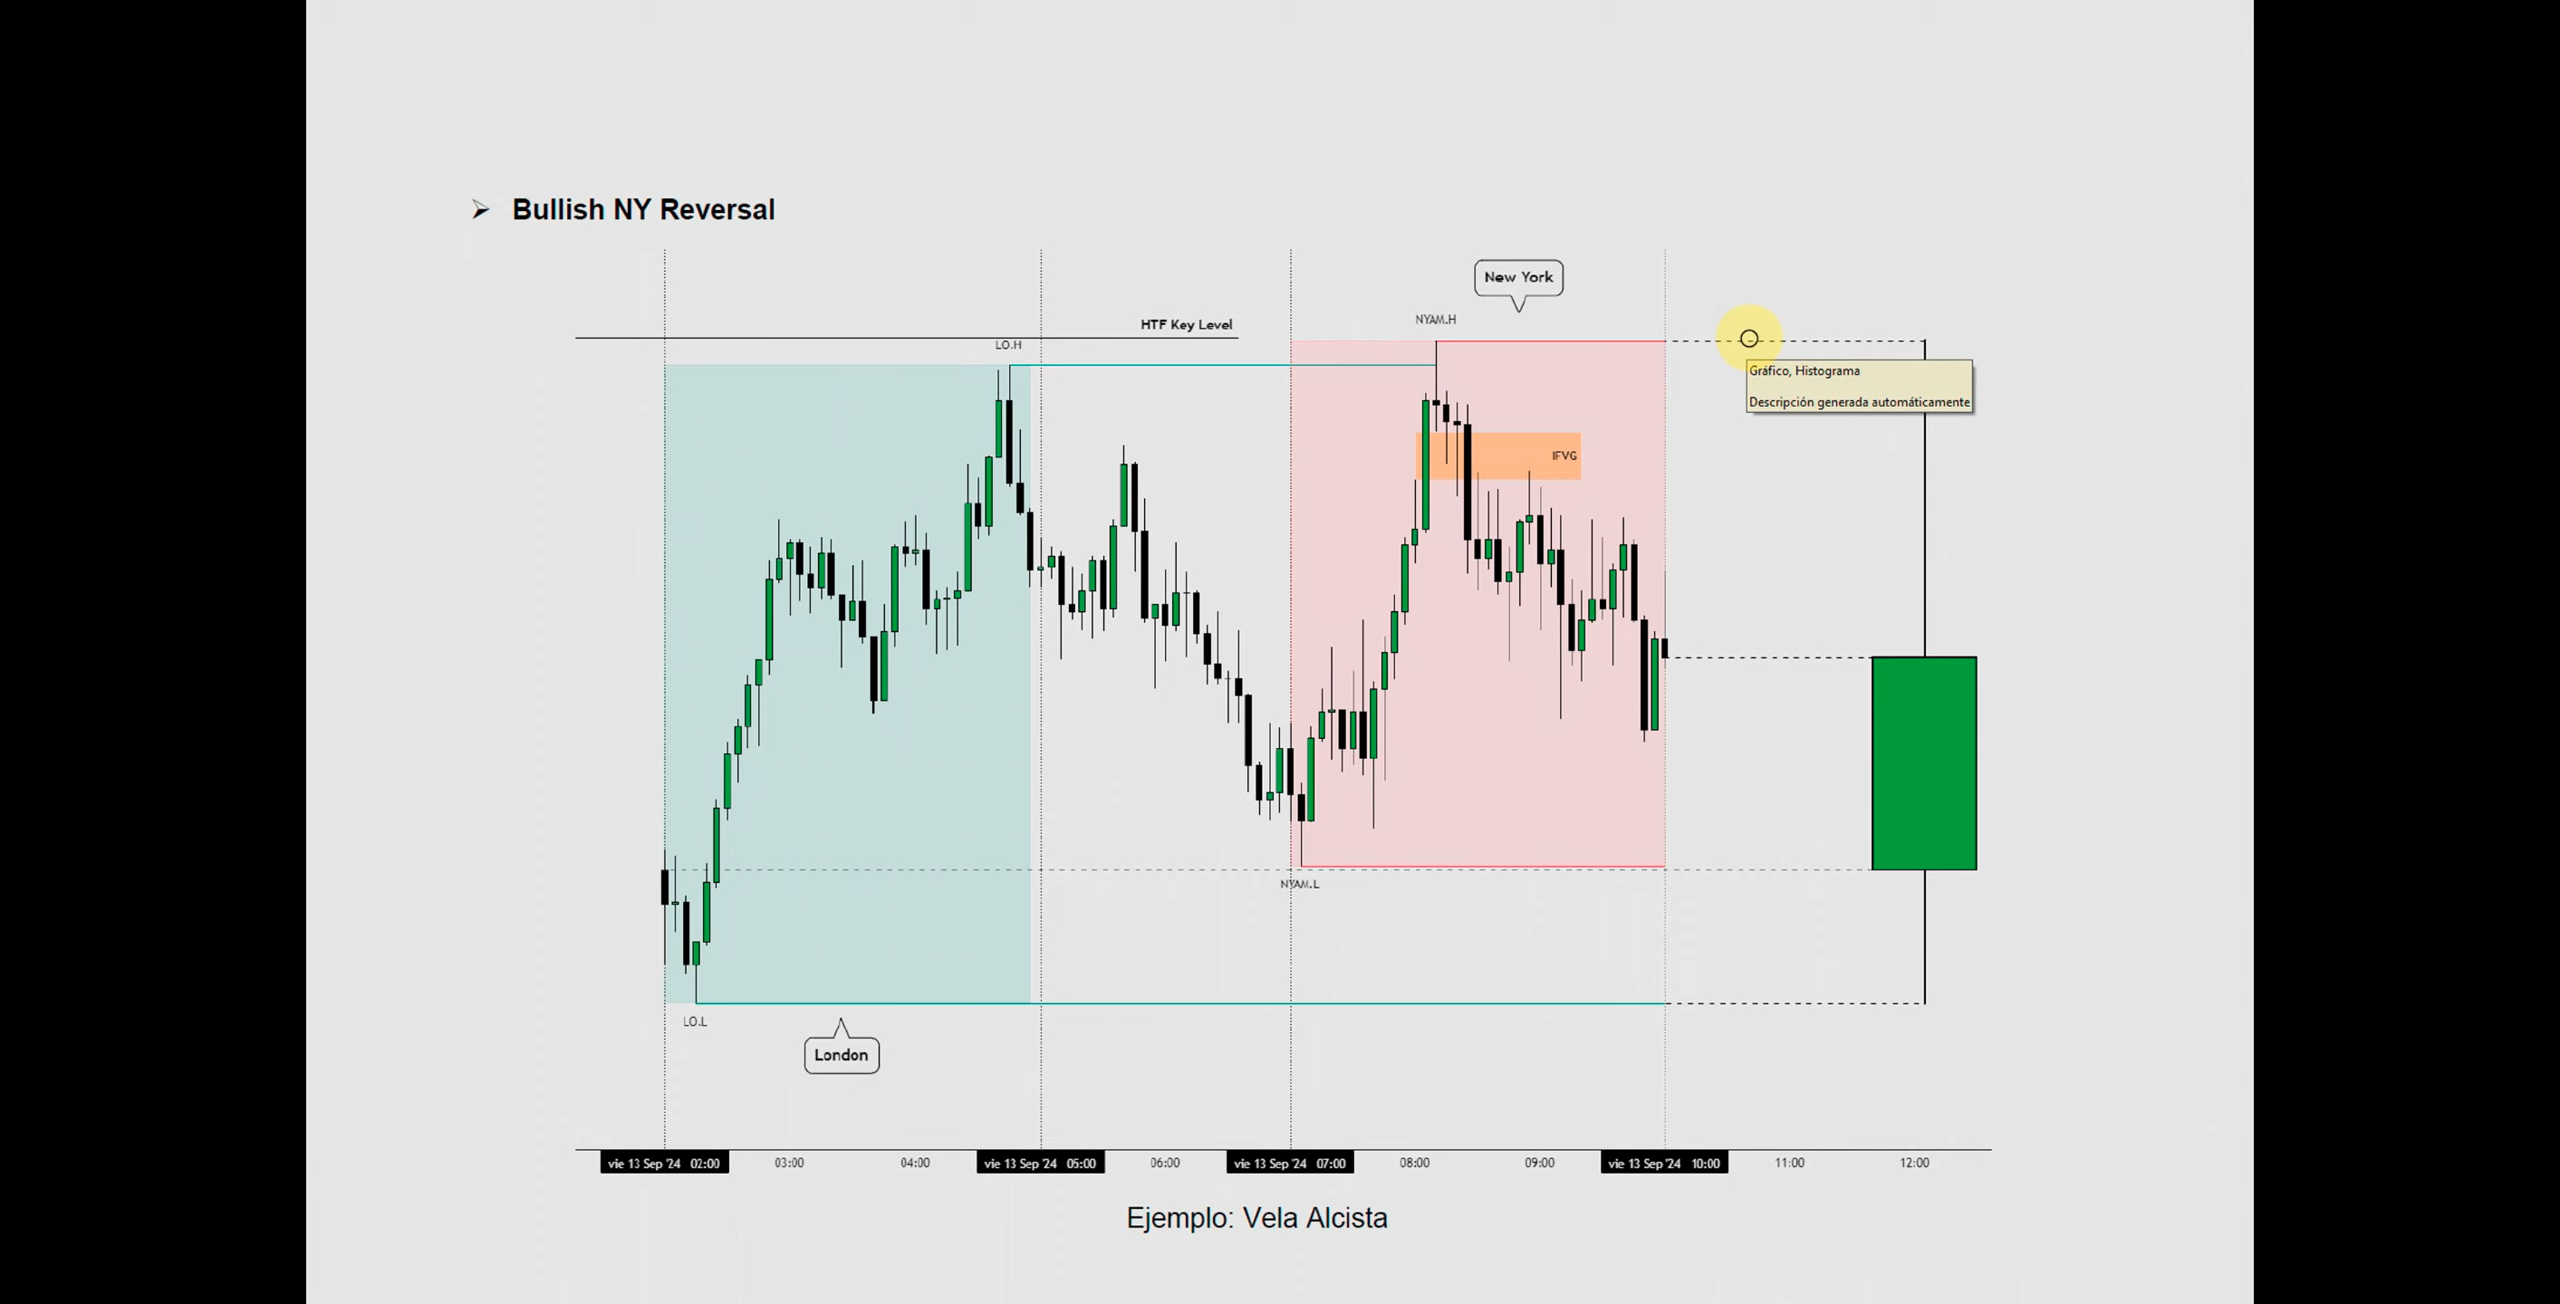 ➢ Bullish NY Reversal
New York
NYAM.H
HTF Key Level
LO.H
Gráfico, Histograma
Descripción generada automáticamente
IFVG
NYAM.L
LO.L
London
vie 13 Sep '24 02:00
03:00
04:00
vie 13 Sep '24 05:00
06:00
vie 13 Sep '24 07:00
08:00
09:00
vie 13 Sep '24 10:00
11:00
12:00
Ejemplo: Vela Alcista